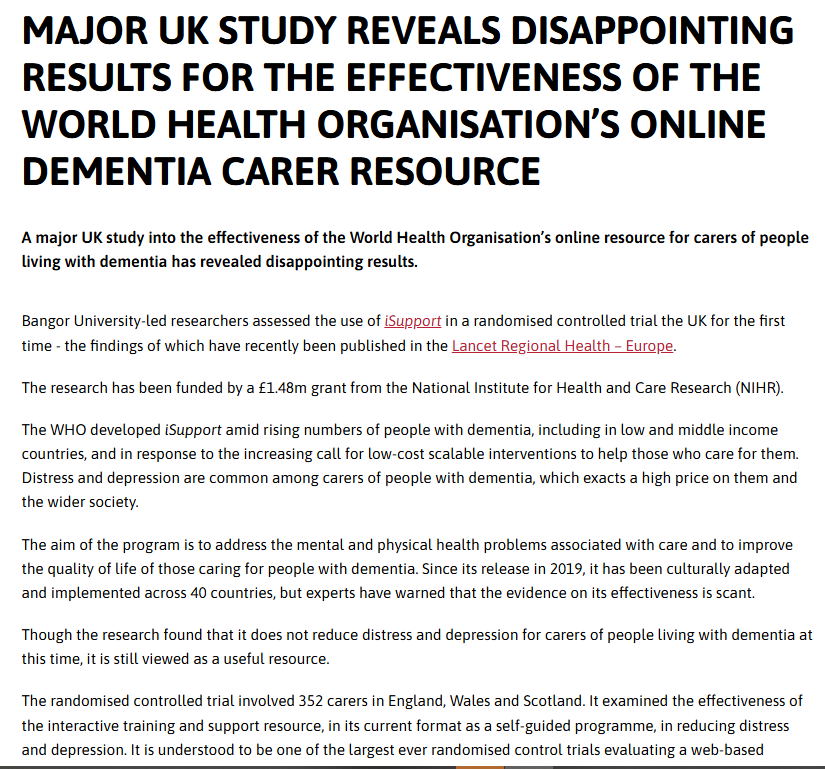 MAJOR UK STUDY REVEALS DISAPPOINTING
RESULTS FOR THE EFFECTIVENESS OF THE
WORLD HEALTH ORGANISATION’S ONLINE
DEMENTIA CARER RESOURCE
A major UK study into the effectiveness of the World Health Organisation’s online resource for carers of people
living with dementia has revealed disappointing results.
Bangor University-led researchers assessed the use of iSupport in a randomised controlled trial the UK for the first
time - the findings of which have recently been published in the Lancet Regional Health – Europe.
The research has been funded by a £1.48m grant from the National Institute for Health and Care Research (NIHR).
The WHO developed iSupport amid rising numbers of people with dementia, including in low and middle income
countries, and in response to the increasing call for low-cost scalable interventions to help those who care for them.
Distress and depression are common among carers of people with dementia, which exacts a high price on them and
the wider society.
The aim of the program is to address the mental and physical health problems associated with care and to improve
the quality of life of those caring for people with dementia. Since its release in 2019, it has been culturally adapted
and implemented across 40 countries, but experts have warned that the evidence on its effectiveness is scant.
Though the research found that it does not reduce distress and depression for carers of people living with dementia at
this time, it is still viewed as a useful resource.
The randomised controlled trial involved 352 carers in England, Wales and Scotland. It examined the effectiveness of
the interactive training and support resource, in its current format as a self-guided programme, in reducing distress
and depression. It is understood to be one of the largest ever randomised control trials evaluating a web-based